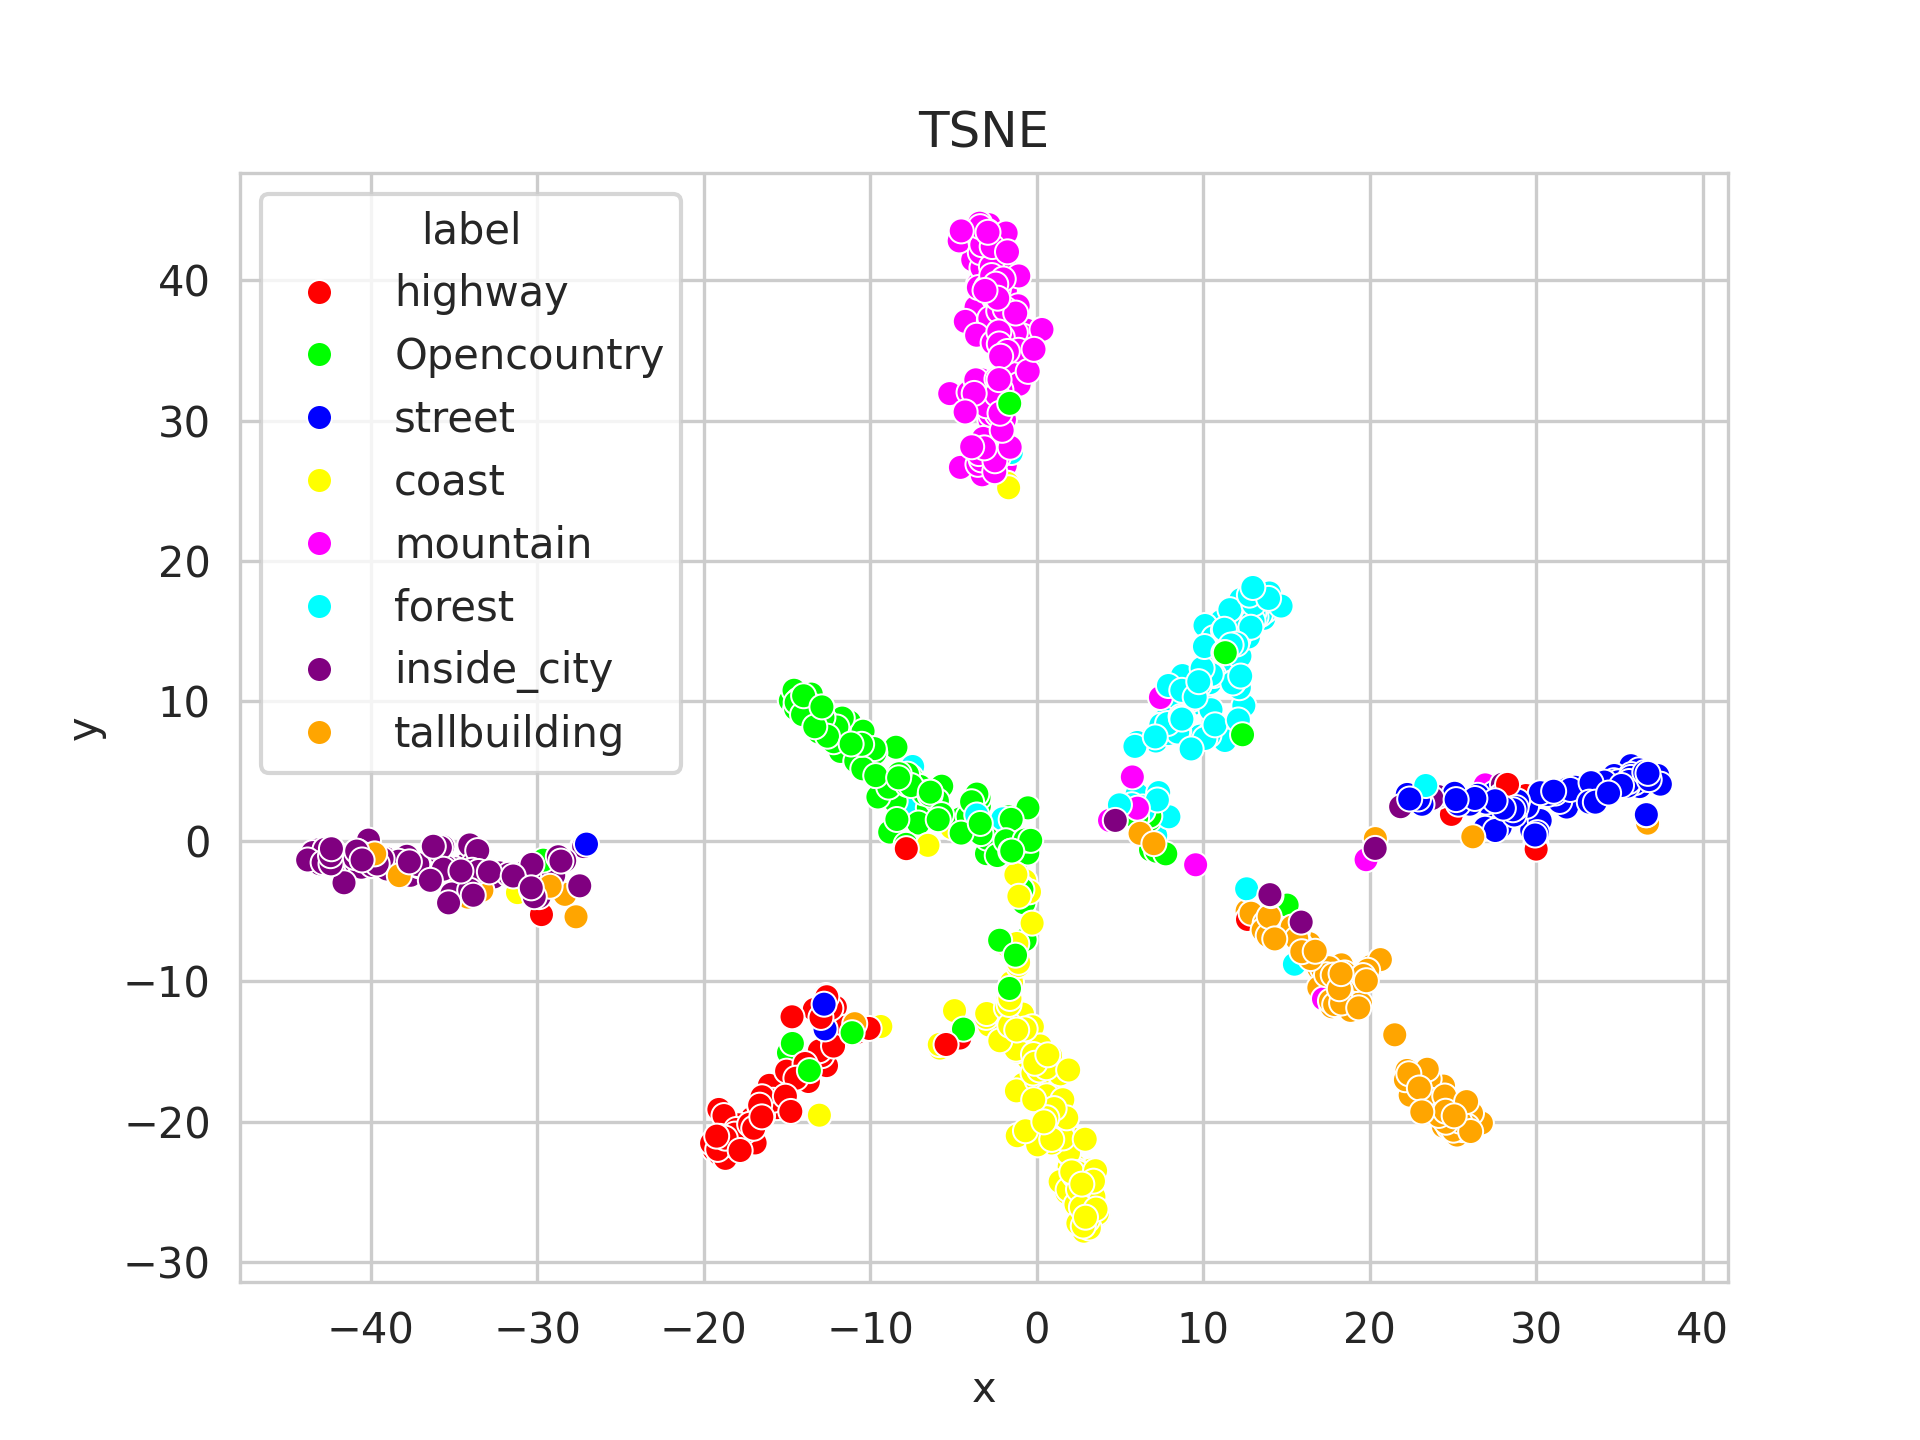 TSNE
label
highway
Opencountry
street
coast
mountain
forest
inside_city
tallbuilding
40
30
20
10
0
−10
−20
−30
y
−40 −30 −20 −10 0 10 20 30 40
x